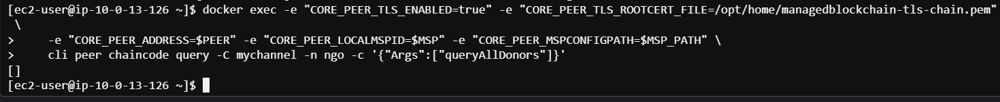 [ec2-user@ip-10-0-13-126 ~]$ docker exec -e "CORE_PEER_TLS_ENABLED=true" -e "CORE_PEER_TLS_ROOTCERT_FILE=/opt/home/managedblockchain-tls-chain.pem"
 \
>     -e "CORE_PEER_ADDRESS=$PEER" -e "CORE_PEER_LOCALMSPID=$MSP" -e "CORE_PEER_MSPCONFIGPATH=$MSP_PATH" \
>     cli peer chaincode query -C mychannel -n ngo -c '{"Args":["queryAllDonors"]}'
[]
[ec2-user@ip-10-0-13-126 ~]$